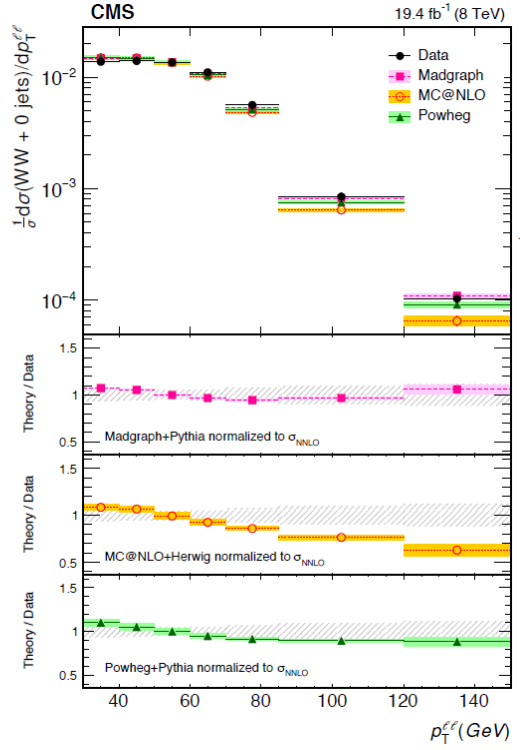 CMS 19.4 fb⁻¹ (8 TeV)
1/σ dσ(WW + 0 jets)/dp_T^ℓℓ
Data
Madgraph
MC@NLO
Powheg
10⁻²
10⁻³
10⁻⁴
Theory / Data
1.5
1
0.5
Madgraph+Pythia normalized to σ_NNLO
Theory / Data
1.5
1
0.5
MC@NLO+Herwig normalized to σ_NNLO
Theory / Data
1.5
1
0.5
Powheg+Pythia normalized to σ_NNLO
40 60 80 100 120 140
p_T^ℓℓ (GeV)